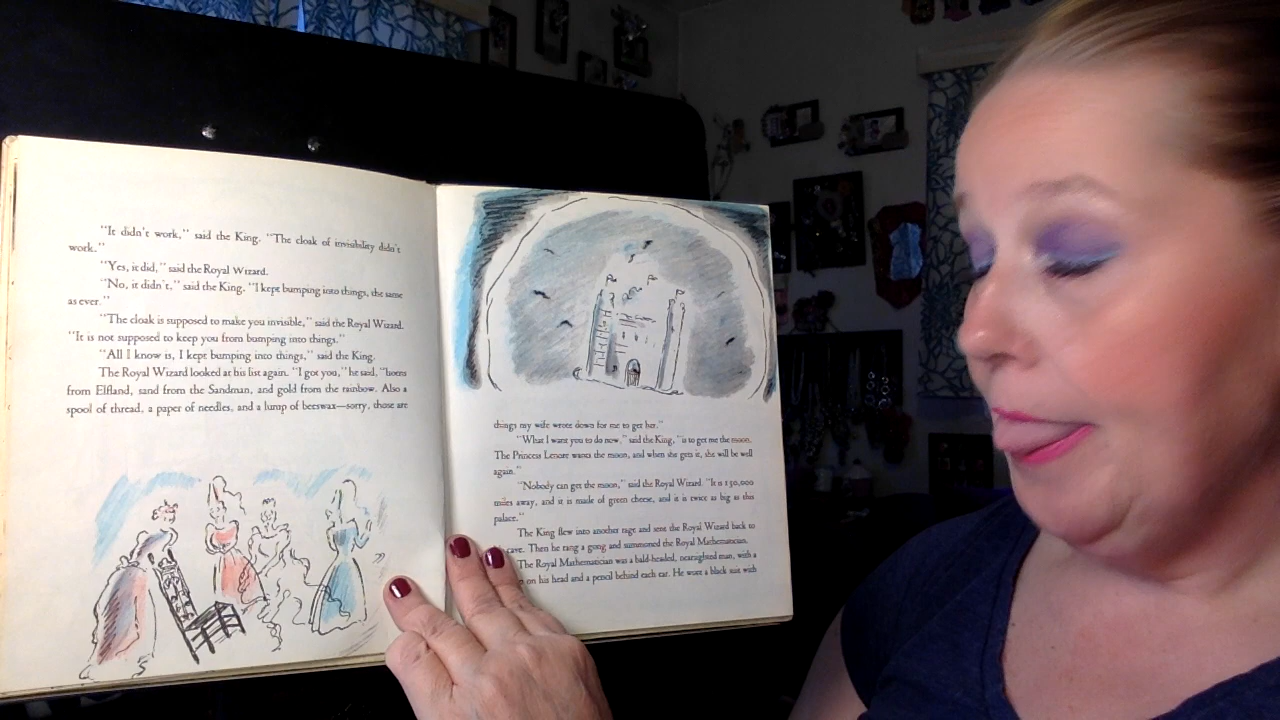 "It didn't work," said the King. "The cloak of invisibility didn't
work."
"Yes, it did," said the Royal Wizard.
"No, it didn't," said the King. "I kept bumping into things, the same
as ever."
"The cloak is supposed to make you invisible," said the Royal Wizard.
"It is not supposed to keep you from bumping into things."
"All I know is, I kept bumping into things," said the King.
The Royal Wizard looked at his list again. "I got you," he said, "horns
from Elfland, sand from the Sandman, and gold from the rainbow. Also a
spool of thread, a paper of needles, and a lump of beeswax—sorry, those are
things my wife wrote down for me to get her."
"What I want you to do now," said the King, "is to get me the moon.
The Princess Lenore wants the moon, and when she gets it, she will be well
again."
"Nobody can get the moon," said the Royal Wizard. "It is 150,000
miles away, and it is made of green cheese, and it is twice as big as this
palace."
The King flew into another rage and sent the Royal Wizard back to
cave. Then he rang a gong and summoned the Royal Mathematician.
The Royal Mathematician was a bald-headed, nearsighted man, with a
on his head and a pencil behind each ear. He wore a black suit with